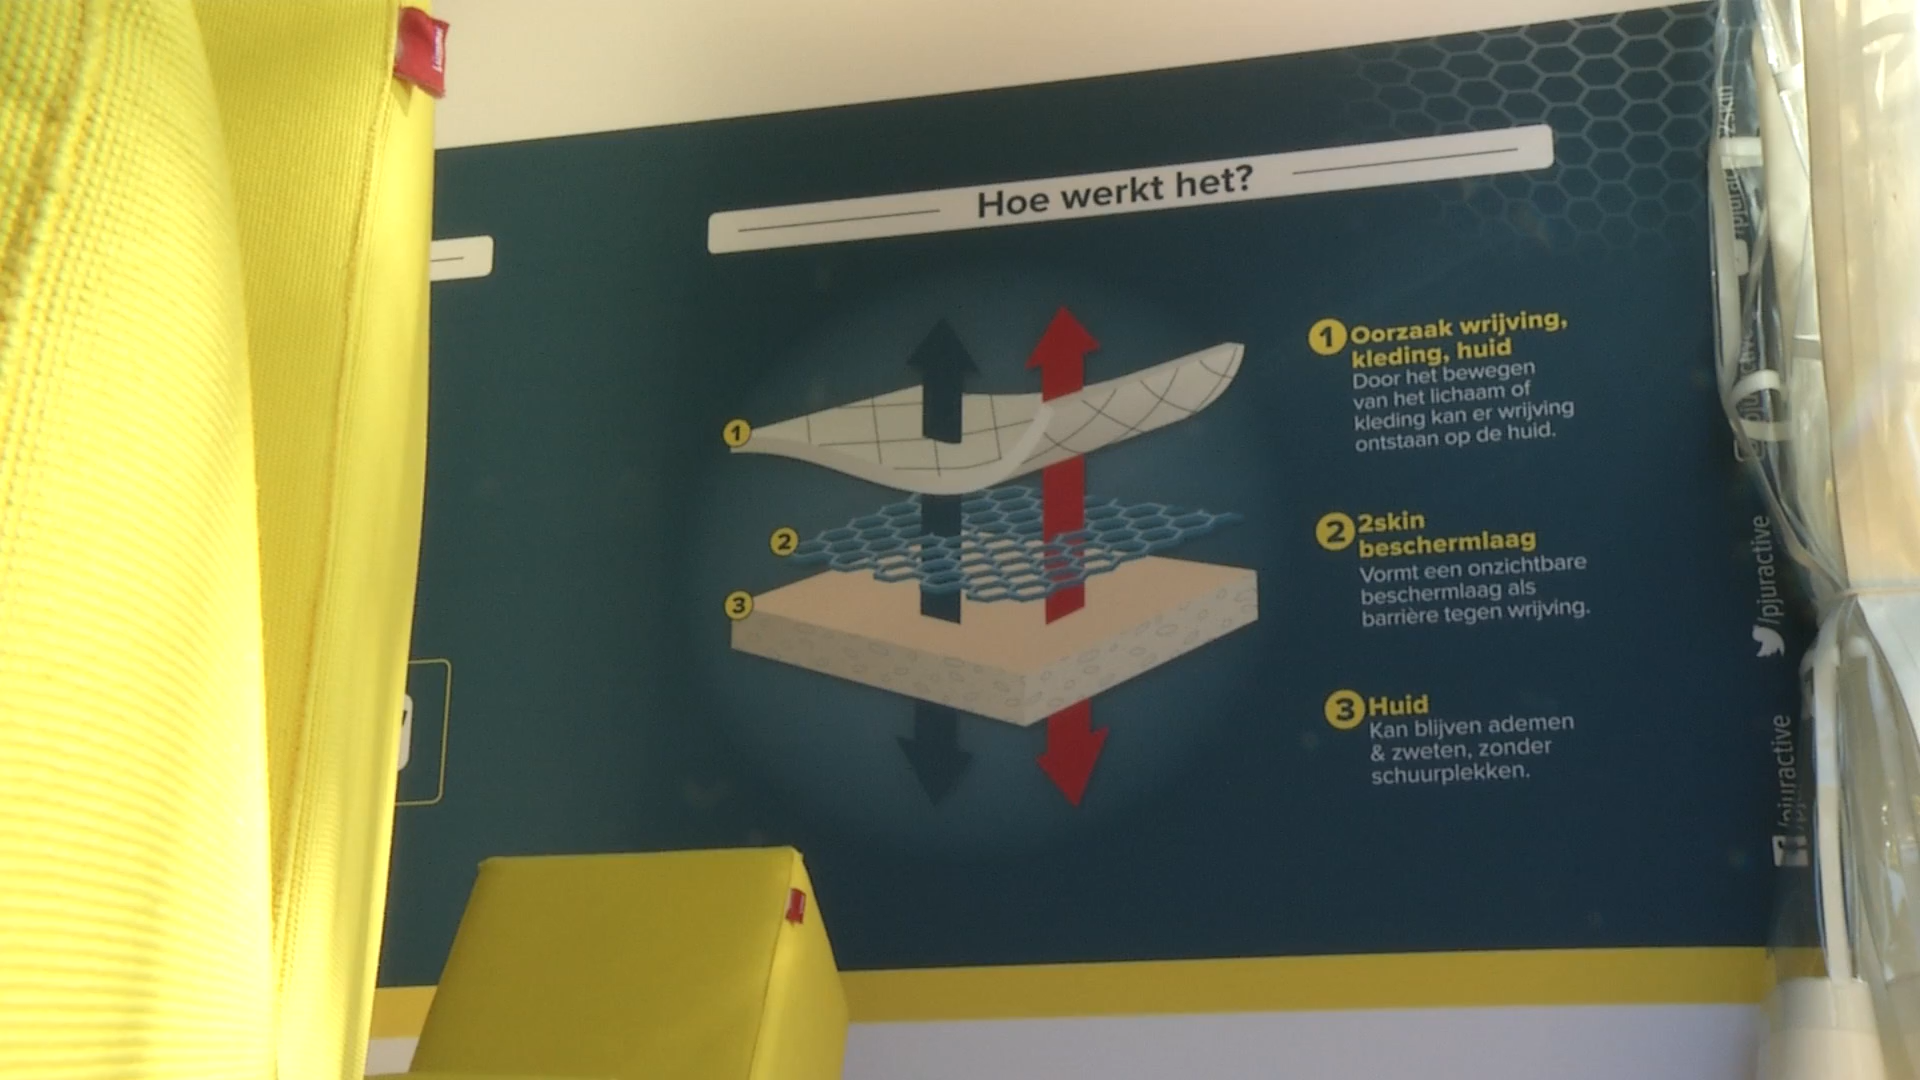 Hoe werkt het?
1
2
3
1 Oorzaak wrijving,
kleding, huid
Door het bewegen
van het lichaam of
kleding kan er wrijving
ontstaan op de huid.
2 2skin
beschermlaag
Vormt een onzichtbare
beschermlaag als
barrière tegen wrijving.
3 Huid
Kan blijven ademen
& zweten, zonder
schuurplekken.
/pjuractive
/pjuractive
2skin